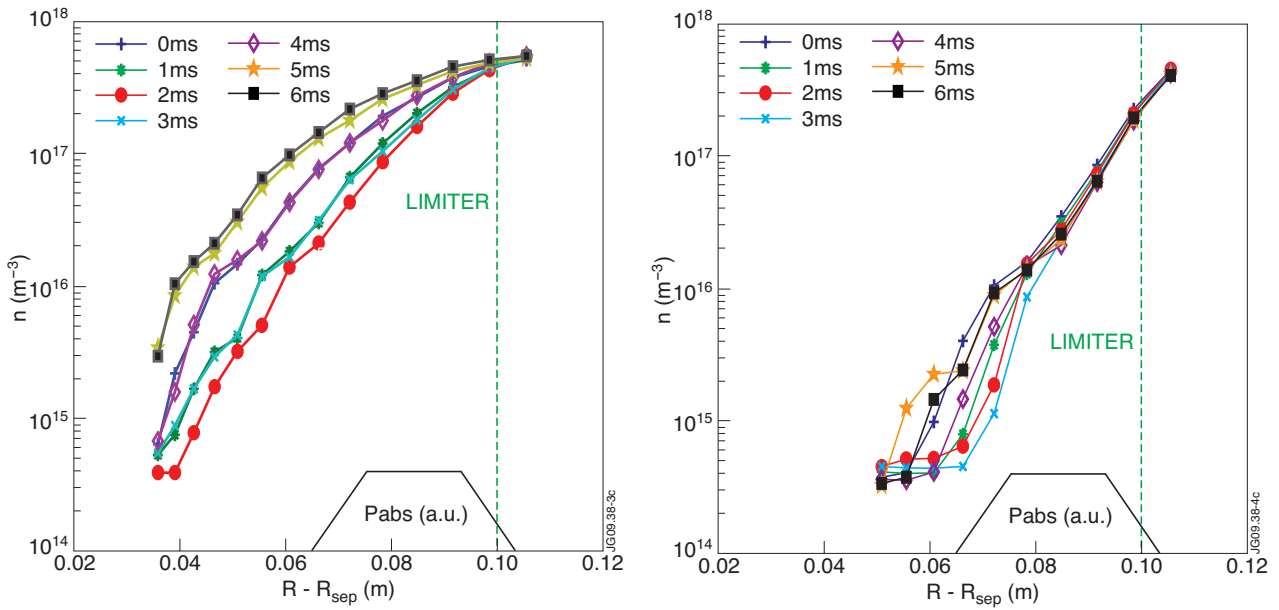 10^18
10^17
10^16
10^15
10^14
n (m^−3)
0ms
1ms
2ms
3ms
4ms
5ms
6ms
LIMITER
Pabs (a.u.)
0.02 0.04 0.06 0.08 0.10 0.12
R - R_sep (m)
JG09.38-3c
10^18
10^17
10^16
10^15
10^14
n (m^−3)
0ms
1ms
2ms
3ms
4ms
5ms
6ms
LIMITER
Pabs (a.u.)
0.02 0.04 0.06 0.08 0.10 0.12
R - R_sep (m)
JG09.38-4c